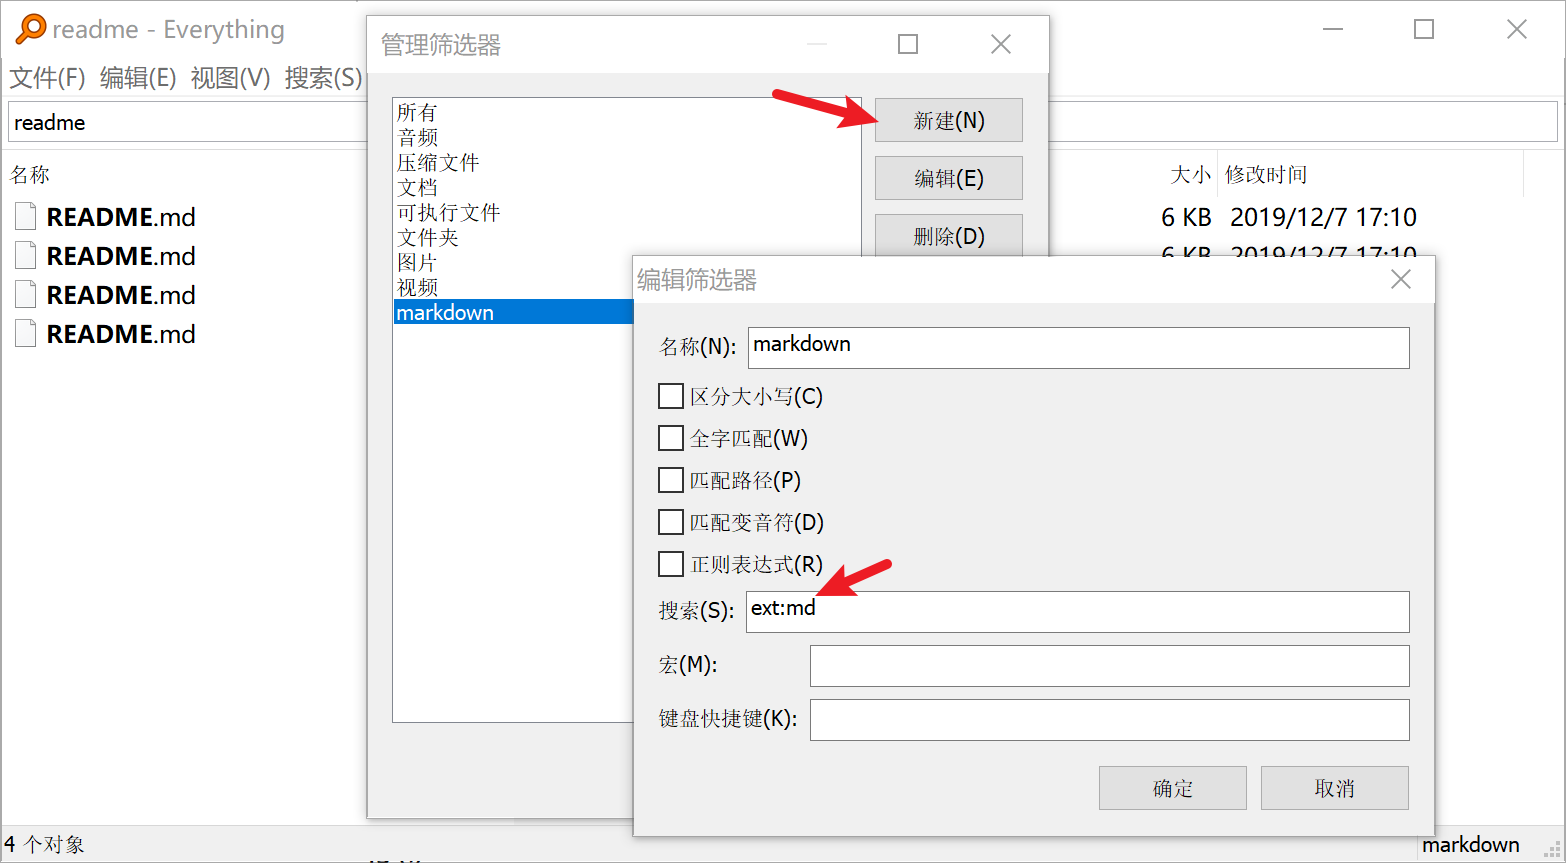 readme - Everything
文件(F) 编辑(E) 视图(V) 搜索(S)
readme
名称
大小 修改时间
README.md
6 KB 2019/12/7 17:10
README.md
6 KB 2019/12/7 17:10
README.md
README.md
4 个对象
markdown
管理筛选器
所有
音频
压缩文件
文档
可执行文件
文件夹
图片
视频
markdown
新建(N)
编辑(E)
删除(D)
编辑筛选器
名称(N): markdown
区分大小写(C)
全字匹配(W)
匹配路径(P)
匹配变音符(D)
正则表达式(R)
搜索(S): ext:md
宏(M):
键盘快捷键(K):
确定
取消